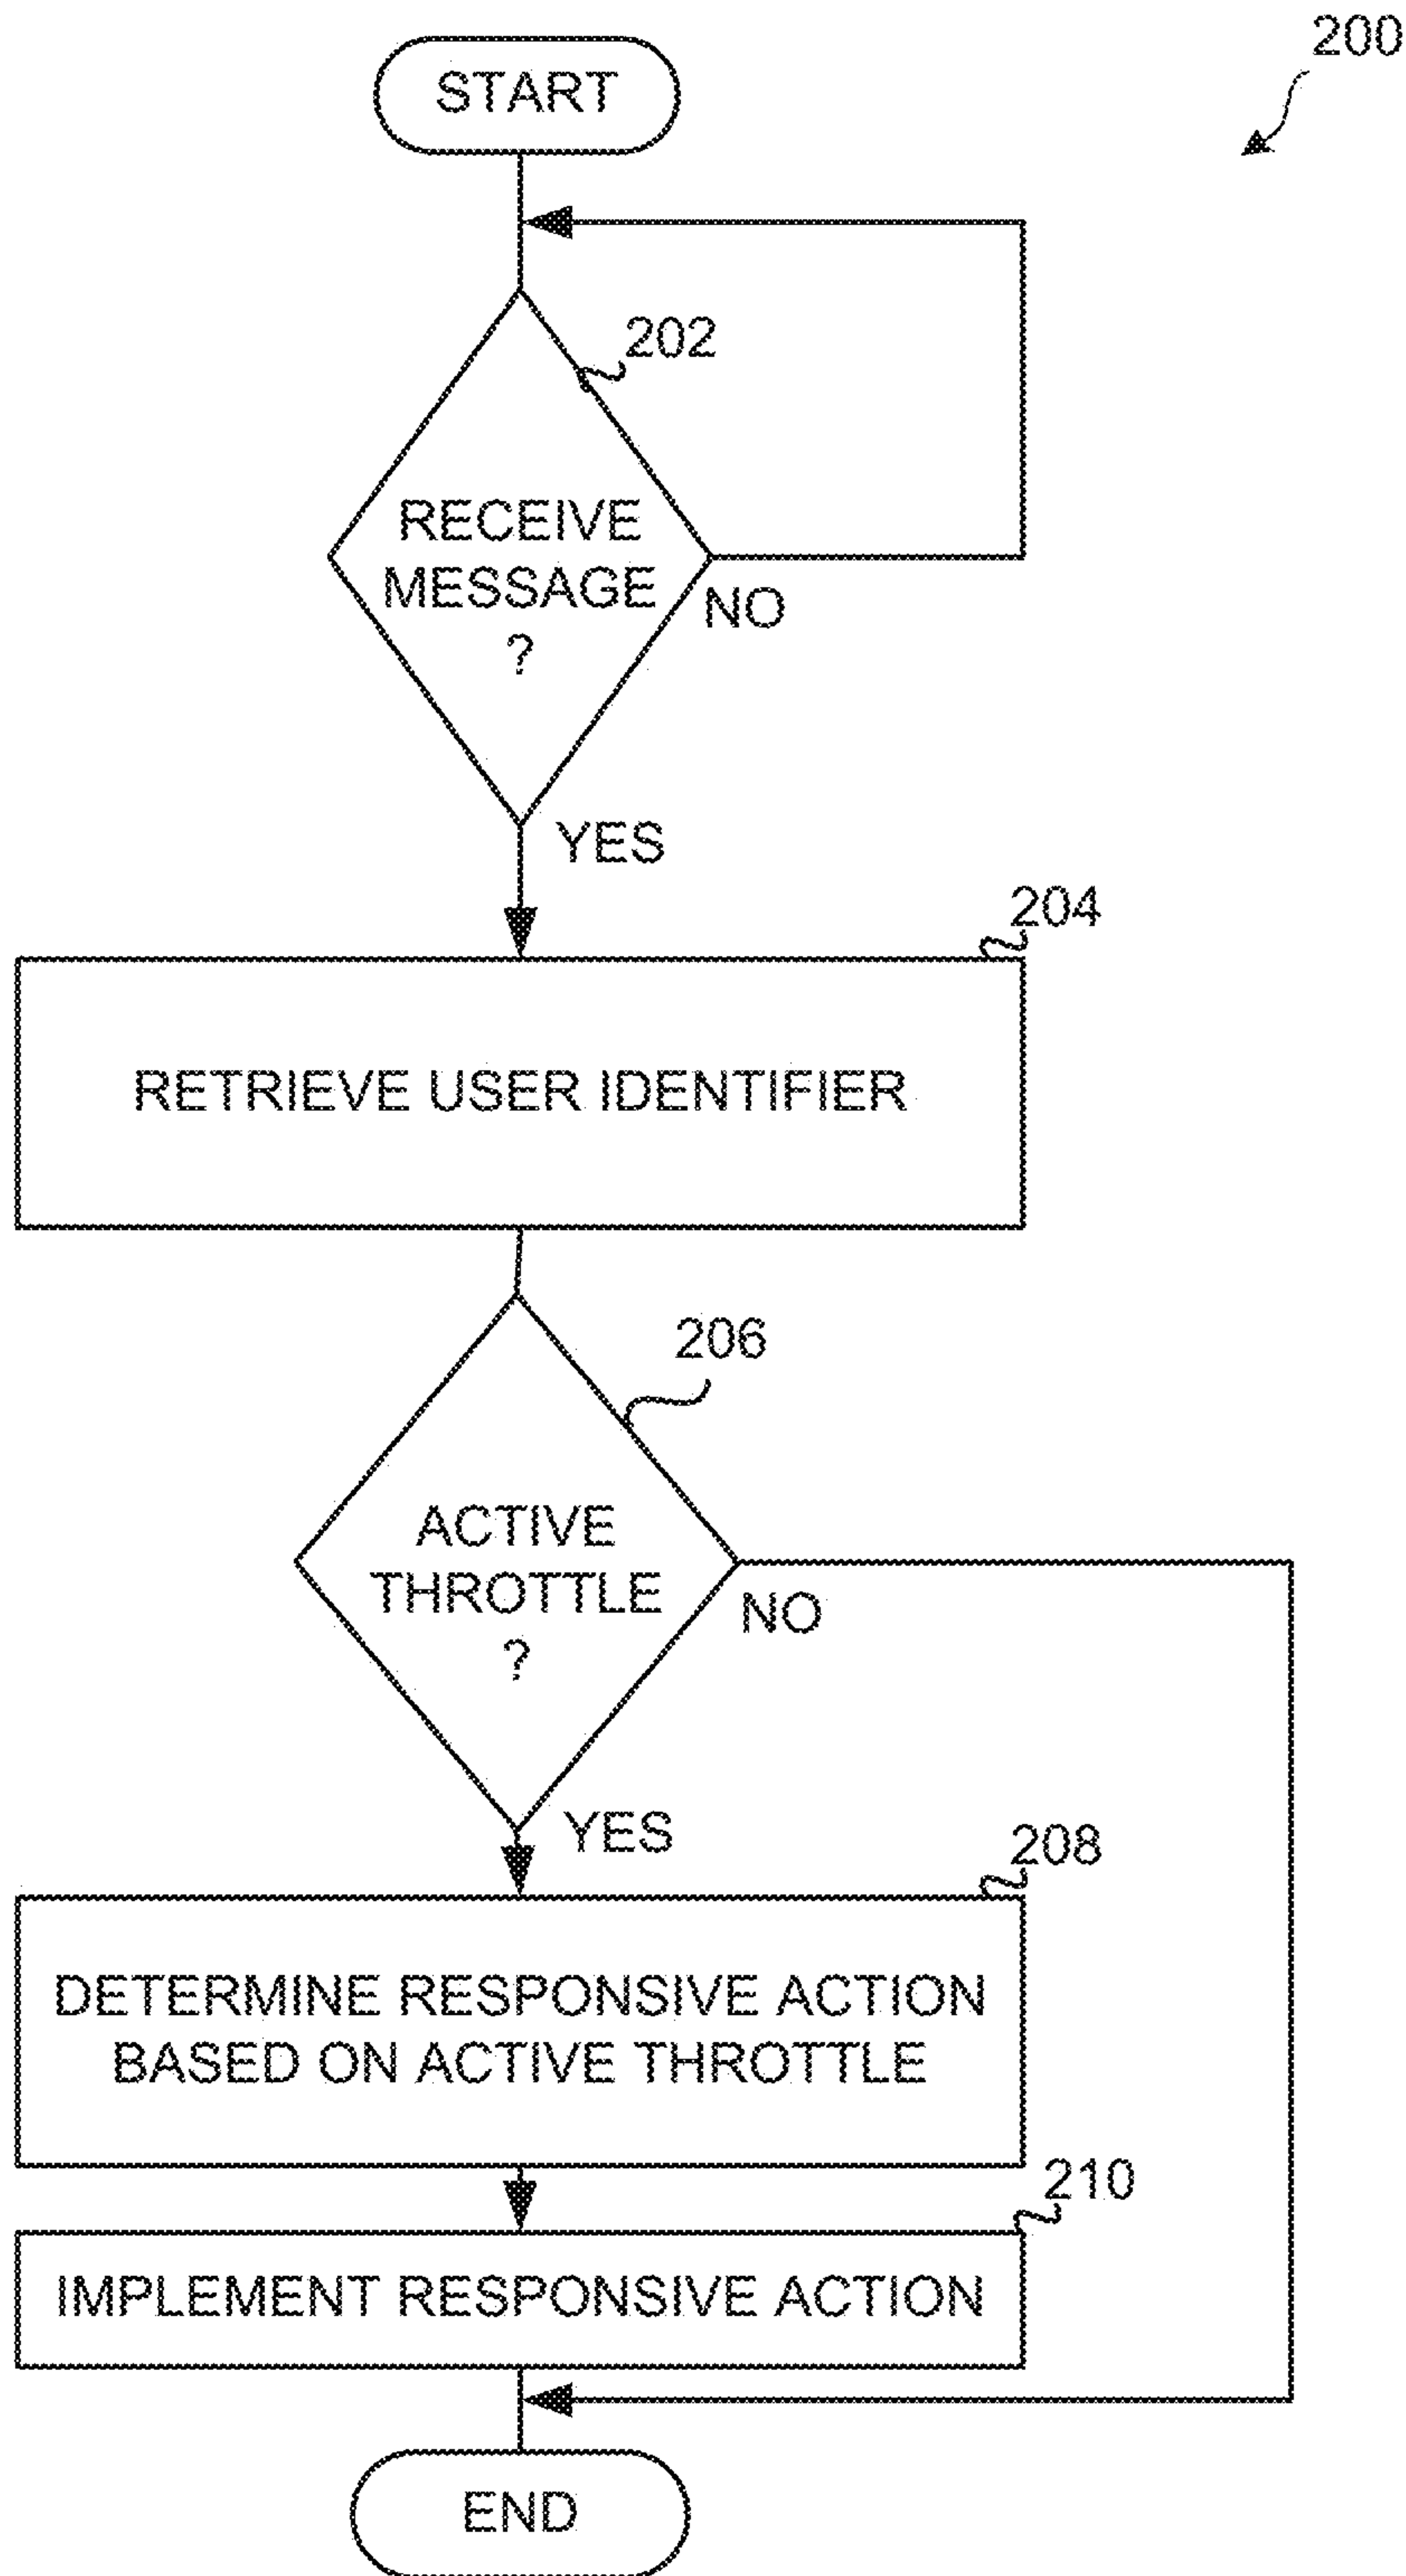 200
START
202
RECEIVE
MESSAGE
?
NO
YES
204
RETRIEVE USER IDENTIFIER
206
ACTIVE
THROTTLE
?
NO
YES
208
DETERMINE RESPONSIVE ACTION
BASED ON ACTIVE THROTTLE
210
IMPLEMENT RESPONSIVE ACTION
END